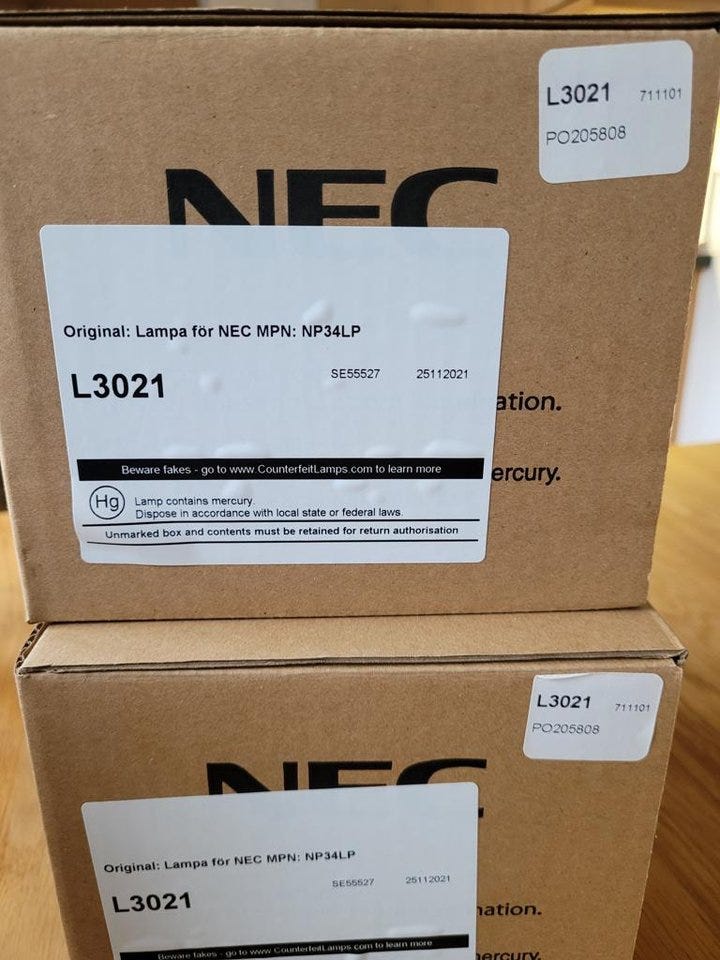 L3021 711101
PO205808
NEC
Original: Lampa för NEC MPN: NP34LP
L3021 SE55527 25112021
ation.
Beware fakes - go to www.CounterfeitLamps.com to learn more
ercury.
Hg Lamp contains mercury.
Dispose in accordance with local state or federal laws.
Unmarked box and contents must be retained for return authorisation
L3021 711101
PO205808
NEC
Original: Lampa för NEC MPN: NP34LP
L3021 SE55527 25112021
nation.
Beware fakes - go to www.CounterfeitLamps.com to learn more
mercury.